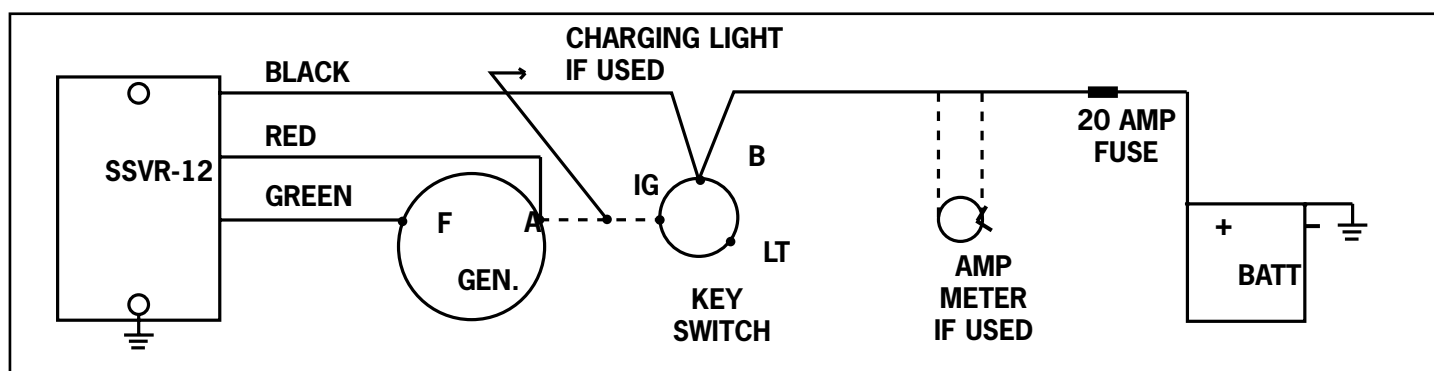 CHARGING LIGHT
IF USED
BLACK
RED
SSVR-12
GREEN
F
A
GEN.
IG
B
LT
KEY
SWITCH
AMP
METER
IF USED
20 AMP
FUSE
+
-
BATT